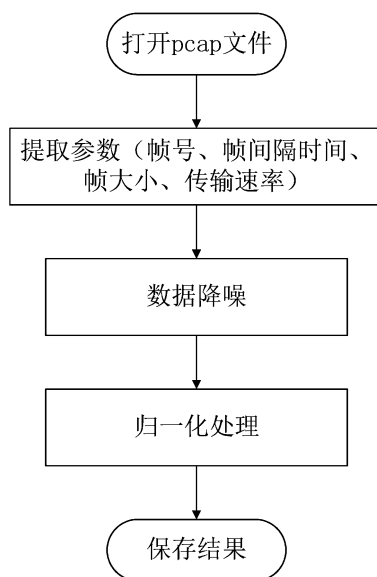 打开pcap文件
提取参数（帧号、帧间隔时间、
帧大小、传输速率）
数据降噪
归一化处理
保存结果